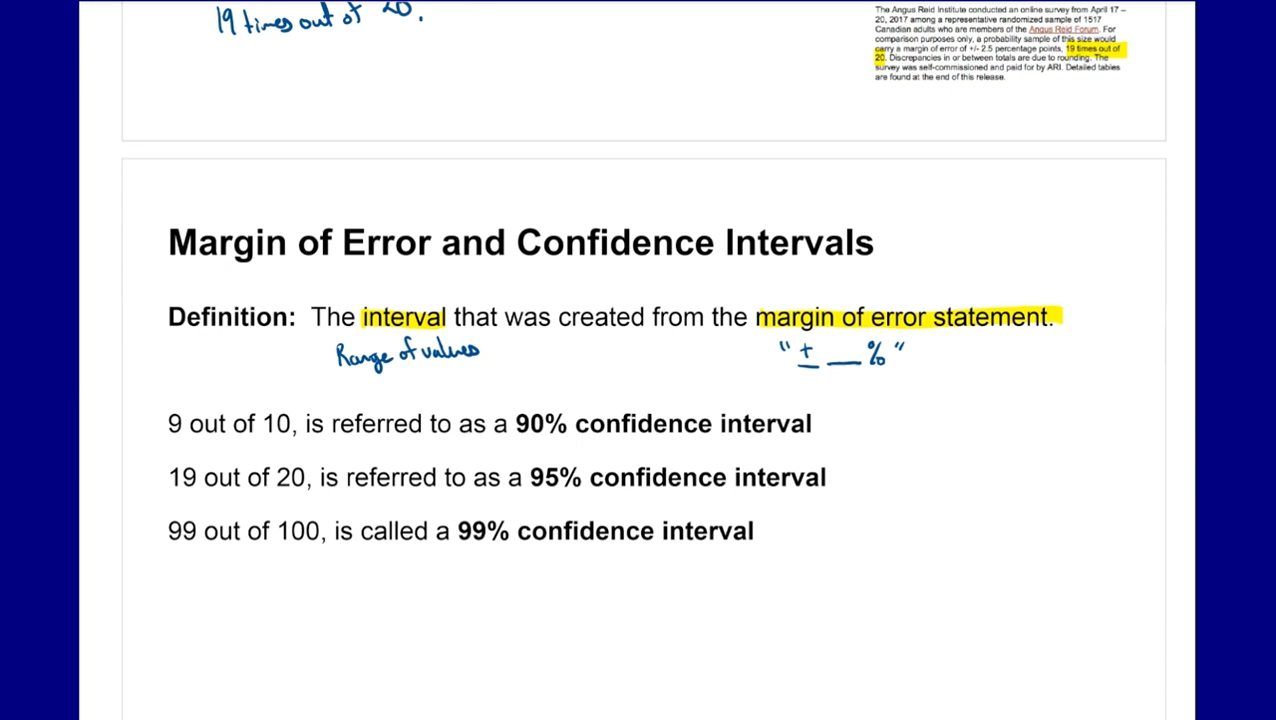 19 times out of 20.
The Angus Reid Institute conducted an online survey from April 17 –
20, 2017 among a representative randomized sample of 1517
Canadian adults who are members of the Angus Reid Forum. For
comparison purposes only, a probability sample of this size would
carry a margin of error of +/- 2.5 percentage points, 19 times out of
20. Discrepancies in or between totals are due to rounding. The
survey was self-commissioned and paid for by ARI. Detailed tables
are found at the end of this release.
Margin of Error and Confidence Intervals
Definition: The interval that was created from the margin of error statement.
Range of values "± __%"
9 out of 10, is referred to as a 90% confidence interval
19 out of 20, is referred to as a 95% confidence interval
99 out of 100, is called a 99% confidence interval